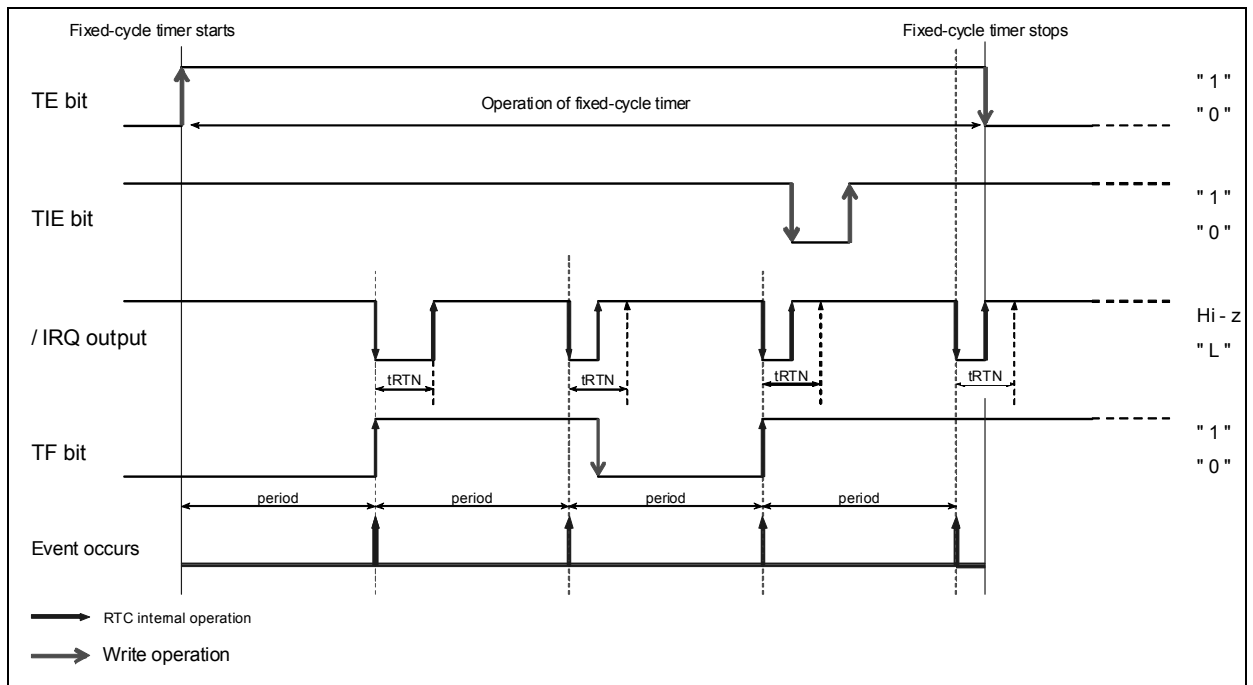 Fixed-cycle timer starts
Fixed-cycle timer stops
TE bit
Operation of fixed-cycle timer
" 1 "
" 0 "
TIE bit
" 1 "
" 0 "
/ IRQ output
Hi - z
" L "
tRTN
tRTN
tRTN
tRTN
TF bit
" 1 "
" 0 "
period
period
period
period
Event occurs
RTC internal operation
Write operation